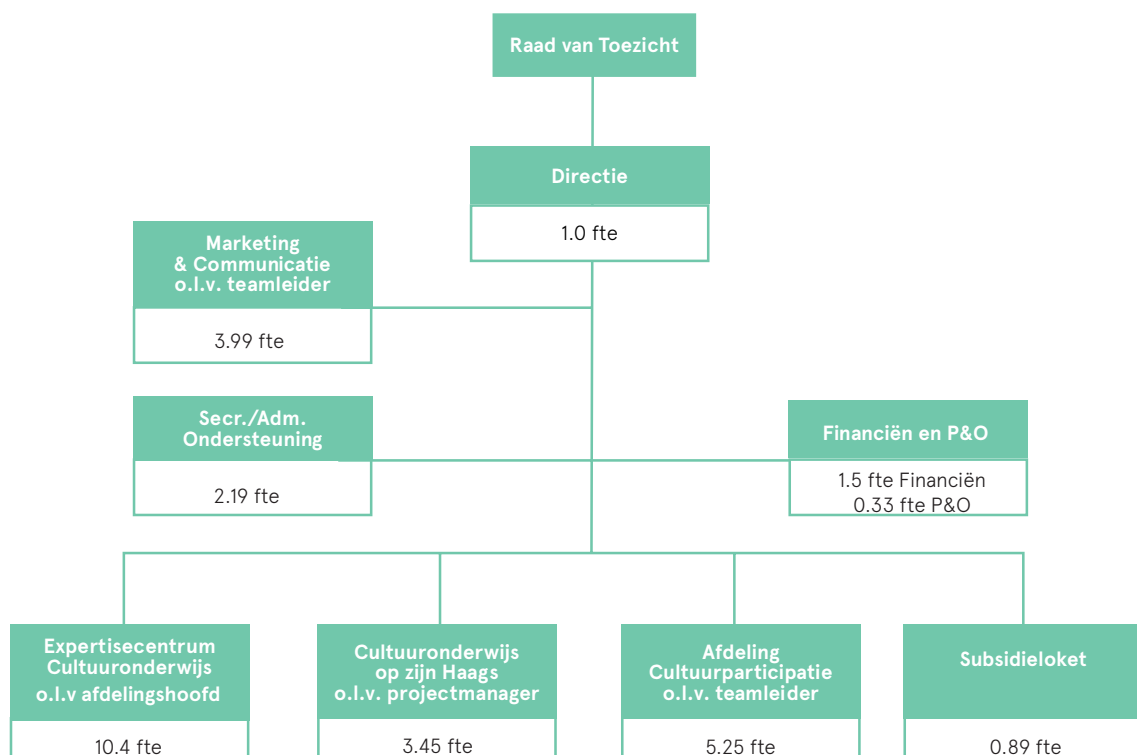 Raad van Toezicht
Directie
1.0 fte
Marketing
& Communicatie
o.l.v. teamleider
3.99 fte
Secr./Adm.
Ondersteuning
2.19 fte
Financiën en P&O
1.5 fte Financiën
0.33 fte P&O
Expertisecentrum
Cultuuronderwijs
o.l.v afdelingshoofd
10.4 fte
Cultuuronderwijs
op zijn Haags
o.l.v. projectmanager
3.45 fte
Afdeling
Cultuurparticipatie
o.l.v. teamleider
5.25 fte
Subsidieloket
0.89 fte